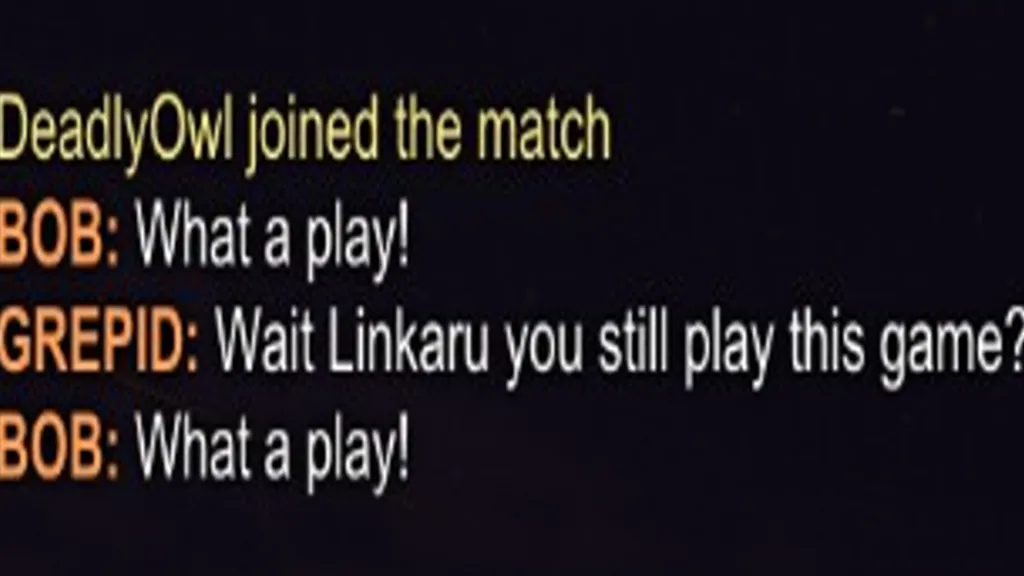 DeadlyOwl joined the match
BOB: What a play!
GREPID: Wait Linkaru you still play this game?
BOB: What a play!